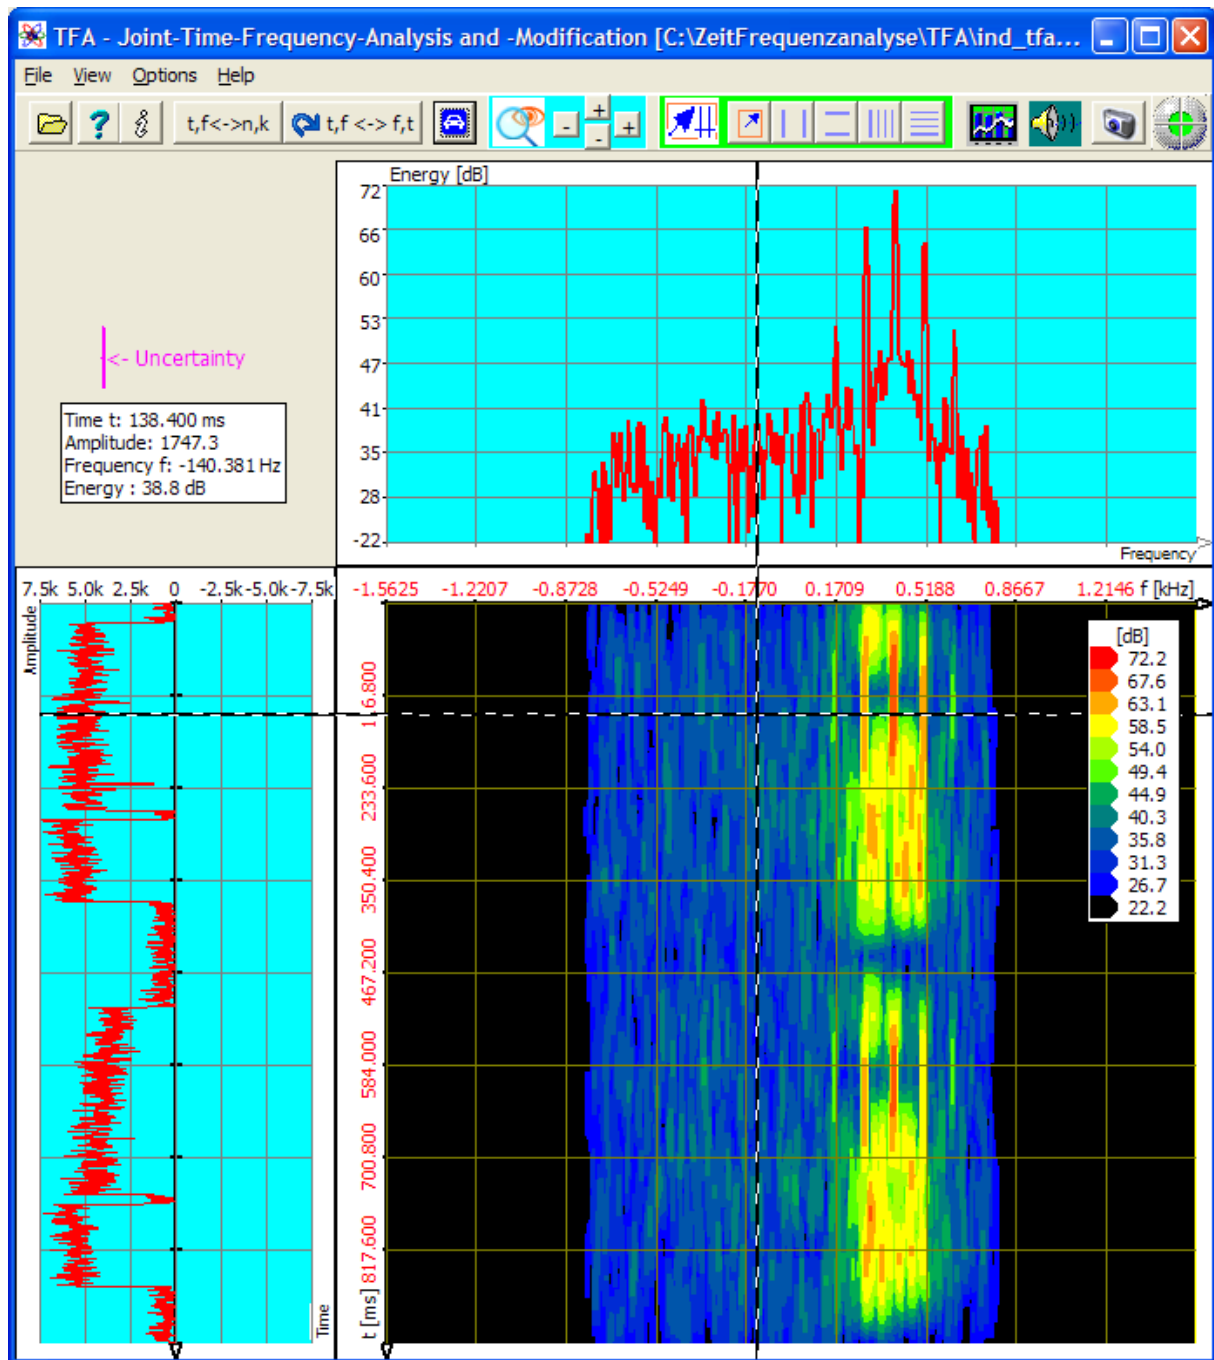 TFA - Joint-Time-Frequency-Analysis and -Modification [C:\ZeitFrequenzanalyse\TFA\ind_tfa...
File View Options Help
t,f<->n,k t,f <-> f,t
- + - +
Energy [dB]
72
66
60
53
47
41
35
28
-22
Frequency
<- Uncertainty
Time t: 138.400 ms
Amplitude: 1747.3
Frequency f: -140.381 Hz
Energy : 38.8 dB
7.5k 5.0k 2.5k 0 -2.5k-5.0k-7.5k
Amplitude
Time
-1.5625 -1.2207 -0.8728 -0.5249 -0.1770 0.1709 0.5188 0.8667 1.2146 f [kHz]
116.800
233.600
350.400
467.200
584.000
700.800
817.600
t [ms]
[dB]
72.2
67.6
63.1
58.5
54.0
49.4
44.9
40.3
35.8
31.3
26.7
22.2